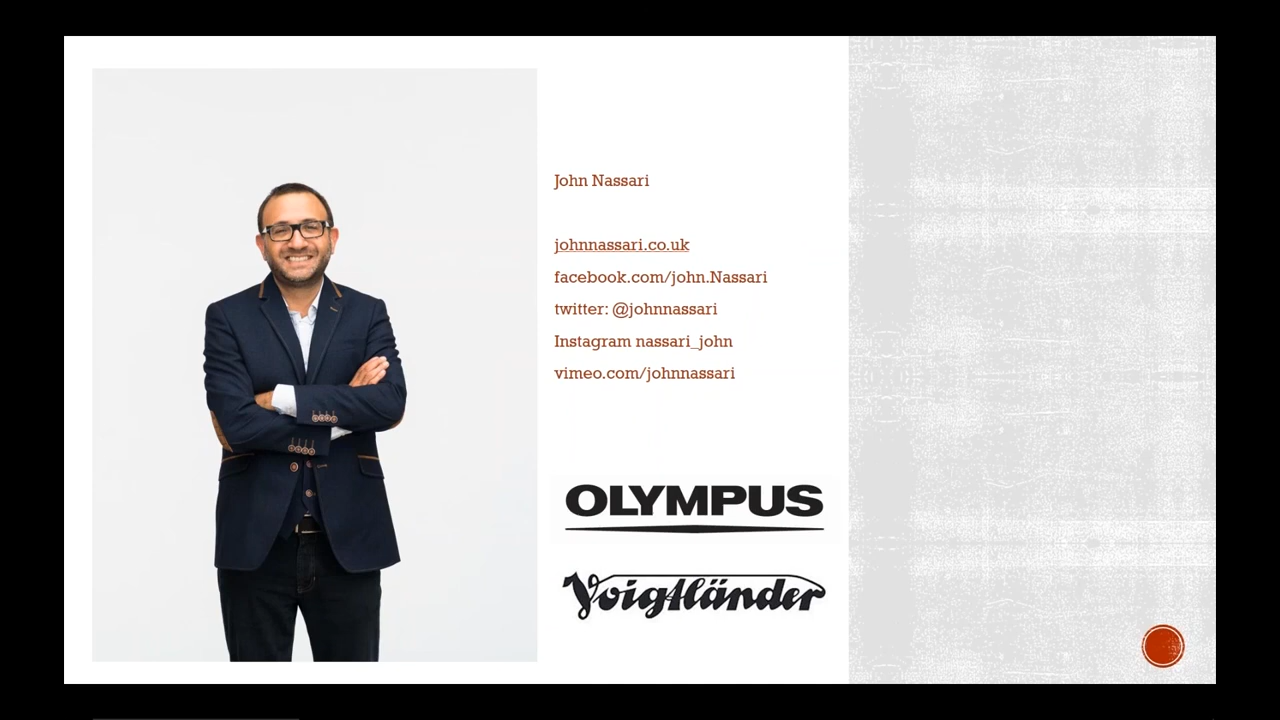 John Nassari
johnnassari.co.uk
facebook.com/john.Nassari
twitter: @johnnassari
Instagram nassari_john
vimeo.com/johnnassari
OLYMPUS
Voigtländer